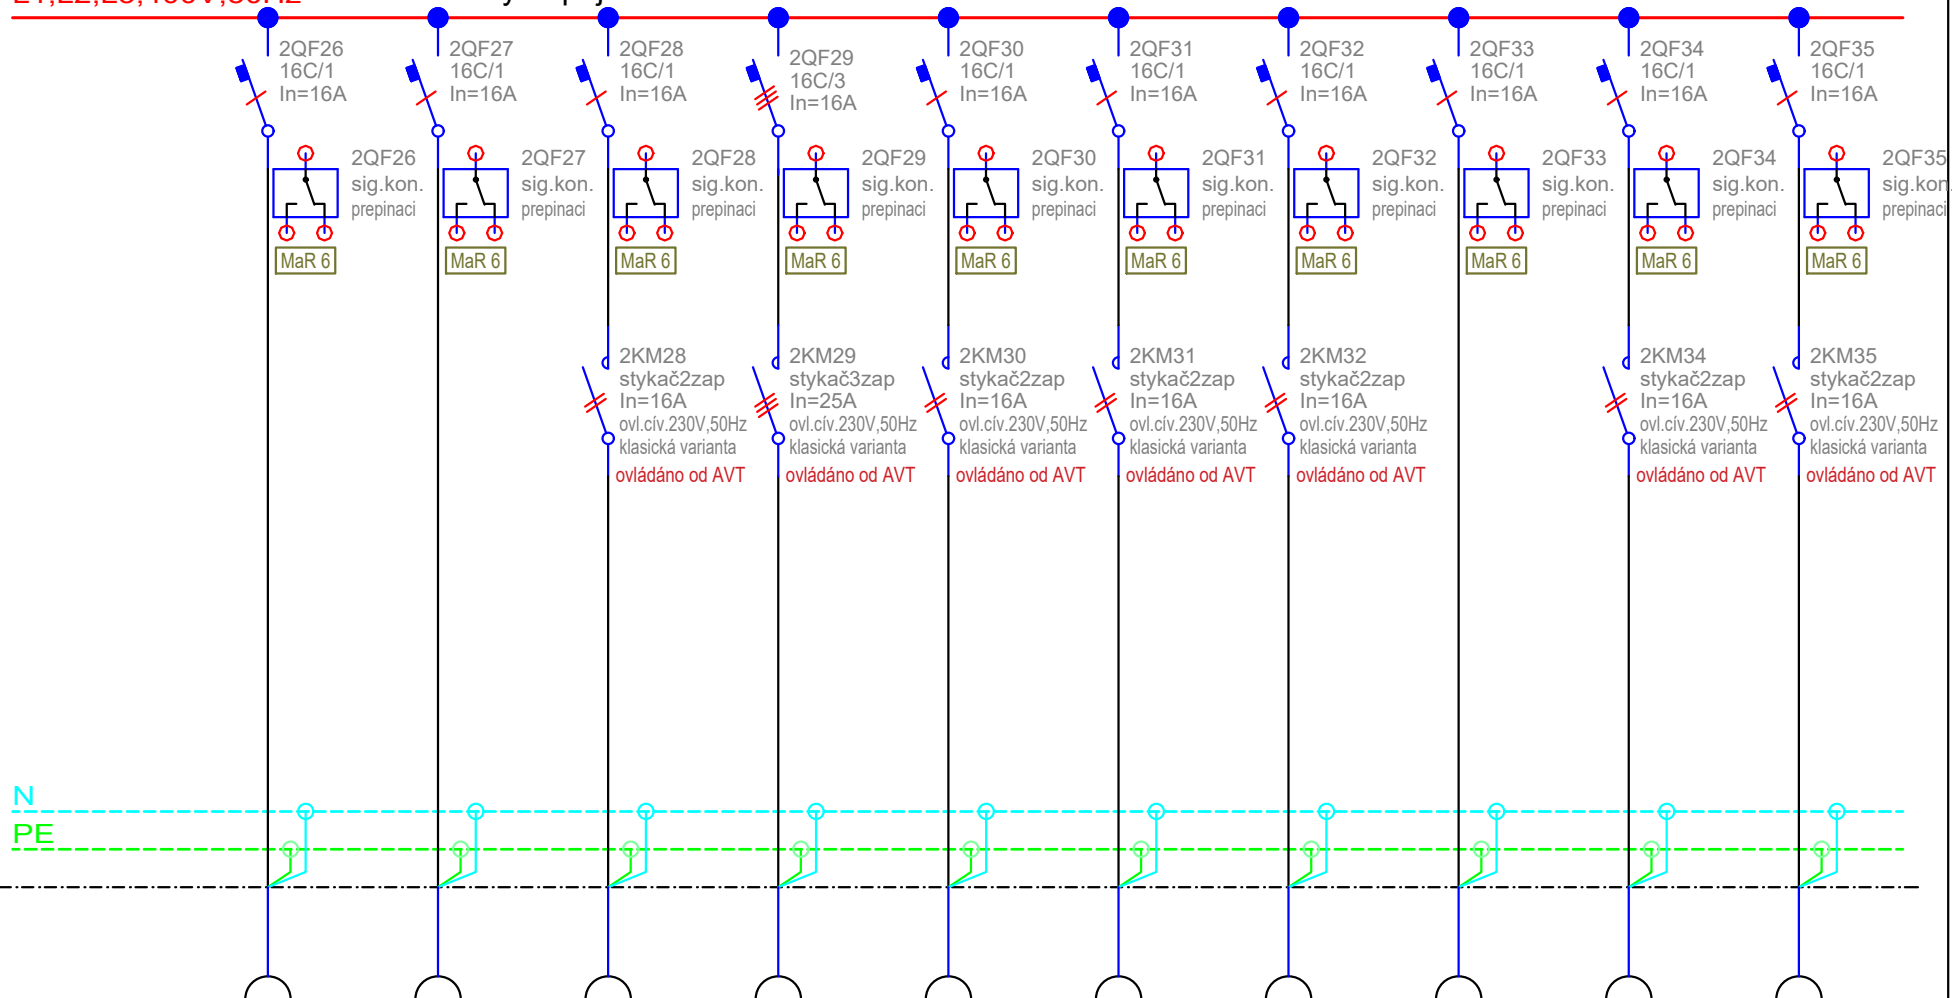 2QF26
16C/1
In=16A
2QF27
16C/1
In=16A
2QF28
16C/1
In=16A
2QF29
16C/3
In=16A
2QF30
16C/1
In=16A
2QF31
16C/1
In=16A
2QF32
16C/1
In=16A
2QF33
16C/1
In=16A
2QF34
16C/1
In=16A
2QF35
16C/1
In=16A
2QF26
sig.kon.
prepinaci
MaR 6
2QF27
sig.kon.
prepinaci
MaR 6
2QF28
sig.kon.
prepinaci
MaR 6
2QF29
sig.kon.
prepinaci
MaR 6
2QF30
sig.kon.
prepinaci
MaR 6
2QF31
sig.kon.
prepinaci
MaR 6
2QF32
sig.kon.
prepinaci
MaR 6
2QF33
sig.kon.
prepinaci
MaR 6
2QF34
sig.kon.
prepinaci
MaR 6
2QF35
sig.kon.
prepinaci
MaR 6
2KM28
stykač2zap
In=16A
ovl.cív.230V,50Hz
klasická varianta
ovládáno od AVT
2KM29
stykač3zap
In=25A
ovl.cív.230V,50Hz
klasická varianta
ovládáno od AVT
2KM30
stykač2zap
In=16A
ovl.cív.230V,50Hz
klasická varianta
ovládáno od AVT
2KM31
stykač2zap
In=16A
ovl.cív.230V,50Hz
klasická varianta
ovládáno od AVT
2KM32
stykač2zap
In=16A
ovl.cív.230V,50Hz
klasická varianta
ovládáno od AVT
2KM34
stykač2zap
In=16A
ovl.cív.230V,50Hz
klasická varianta
ovládáno od AVT
2KM35
stykač2zap
In=16A
ovl.cív.230V,50Hz
klasická varianta
ovládáno od AVT
N
PE